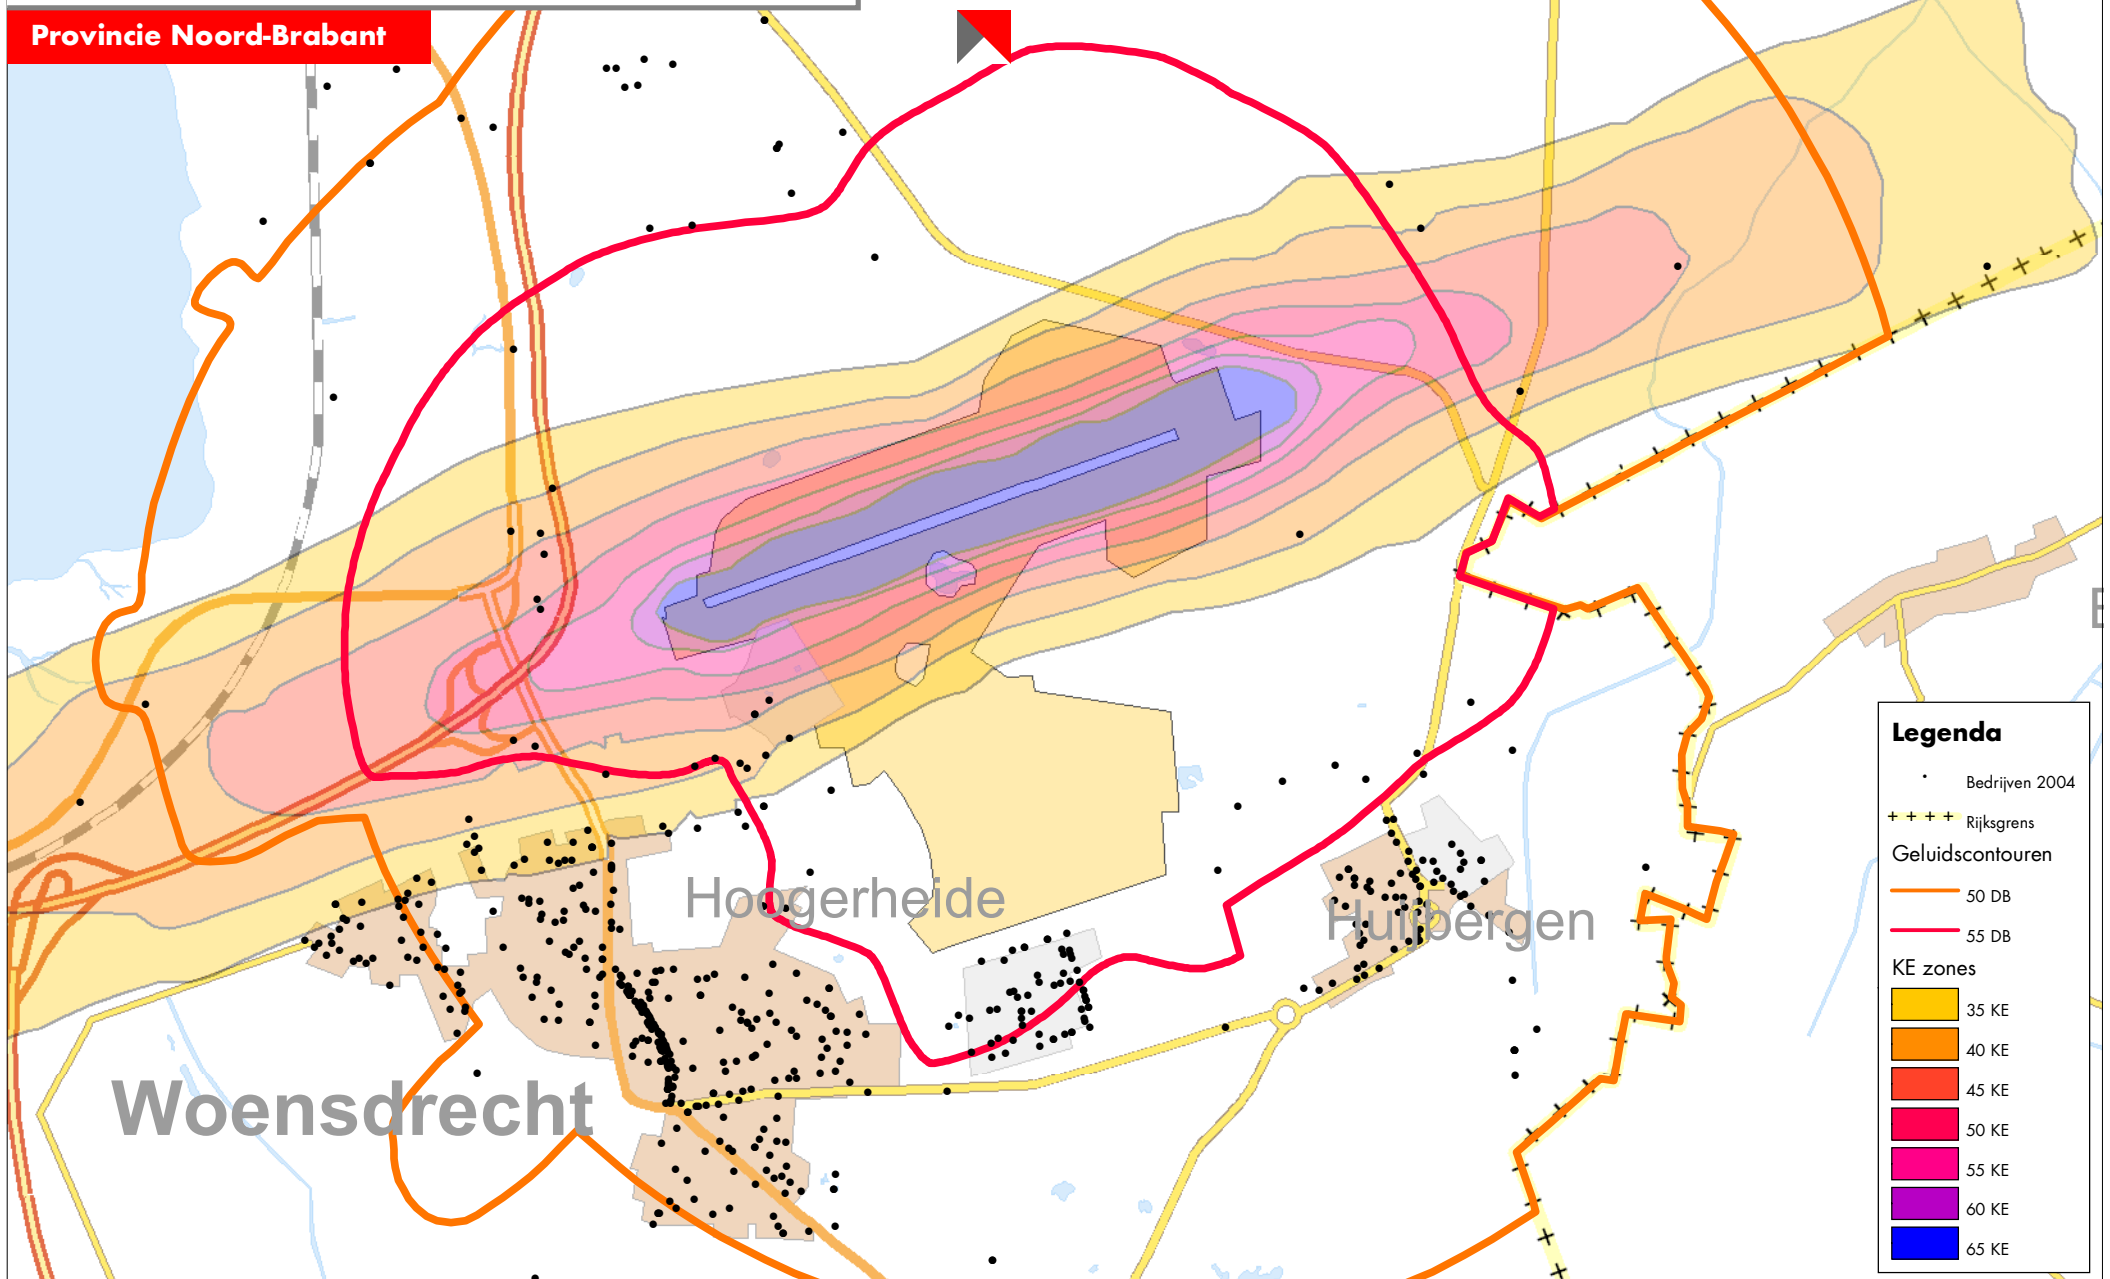 Provincie Noord-Brabant
Hoogerheide
Huijbergen
Woensdrecht
Legenda
Bedrijven 2004
Rijksgrens
Geluidscontouren
50 DB
55 DB
KE zones
35 KE
40 KE
45 KE
50 KE
55 KE
60 KE
65 KE